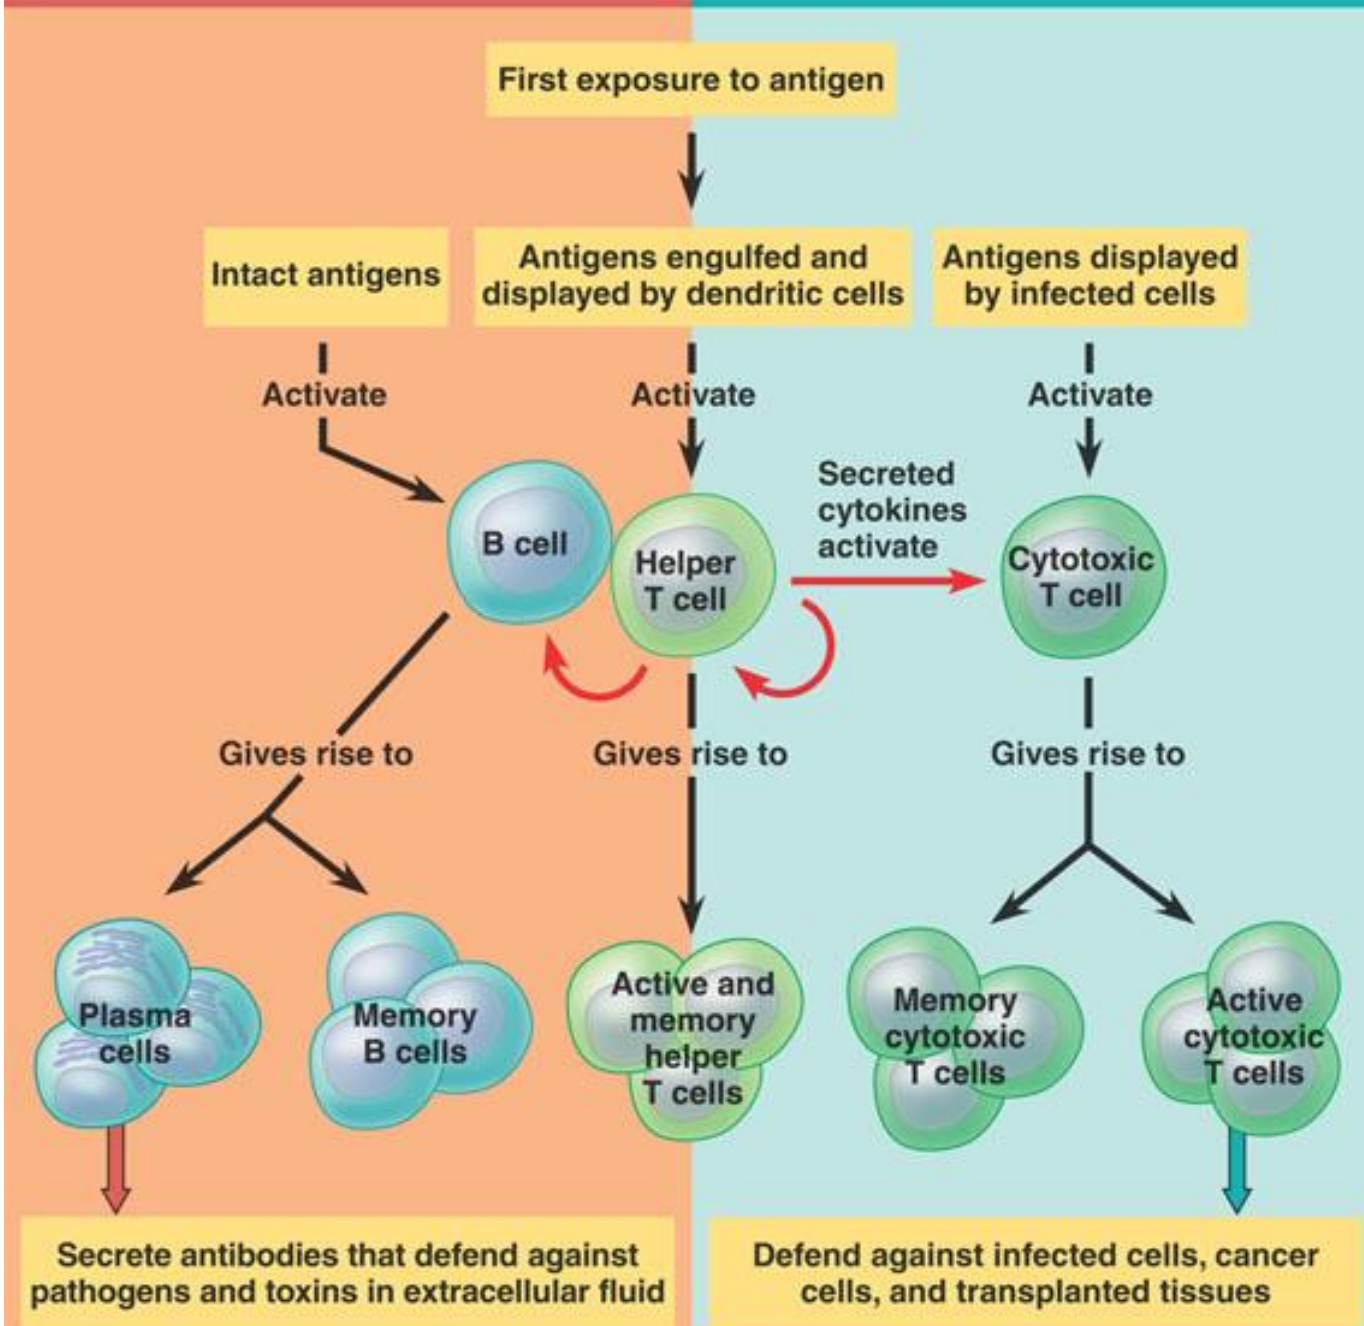 First exposure to antigen
Intact antigens
Antigens engulfed and
displayed by dendritic cells
Antigens displayed
by infected cells
Activate
Activate
Activate
Secreted
cytokines
activate
B cell
Helper
T cell
Cytotoxic
T cell
Gives rise to
Gives rise to
Gives rise to
Plasma
cells
Memory
B cells
Active and
memory
helper
T cells
Memory
cytotoxic
T cells
Active
cytotoxic
T cells
Secrete antibodies that defend against
pathogens and toxins in extracellular fluid
Defend against infected cells, cancer
cells, and transplanted tissues